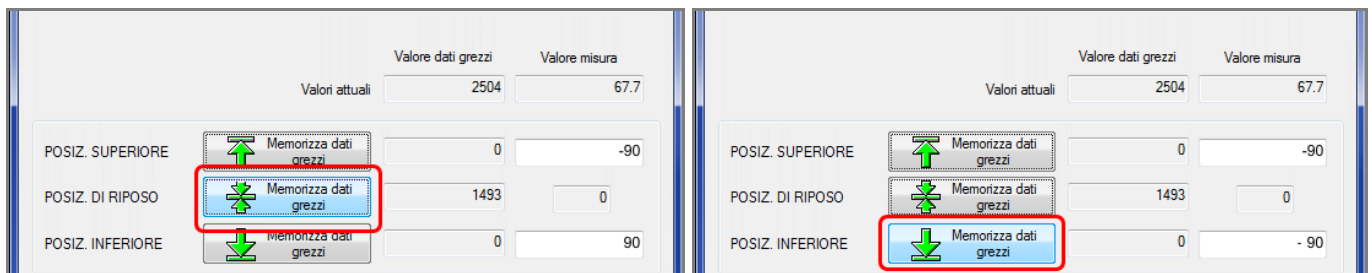 Valore dati grezzi Valore misura
Valori attuali 2504 67.7
POSIZ. SUPERIORE Memorizza dati grezzi 0 -90
POSIZ. DI RIPOSO Memorizza dati grezzi 1493 0
POSIZ. INFERIORE Memorizza dati grezzi 0 90
Valore dati grezzi Valore misura
Valori attuali 2504 67.7
POSIZ. SUPERIORE Memorizza dati grezzi 0 -90
POSIZ. DI RIPOSO Memorizza dati grezzi 1493 0
POSIZ. INFERIORE Memorizza dati grezzi 0 - 90